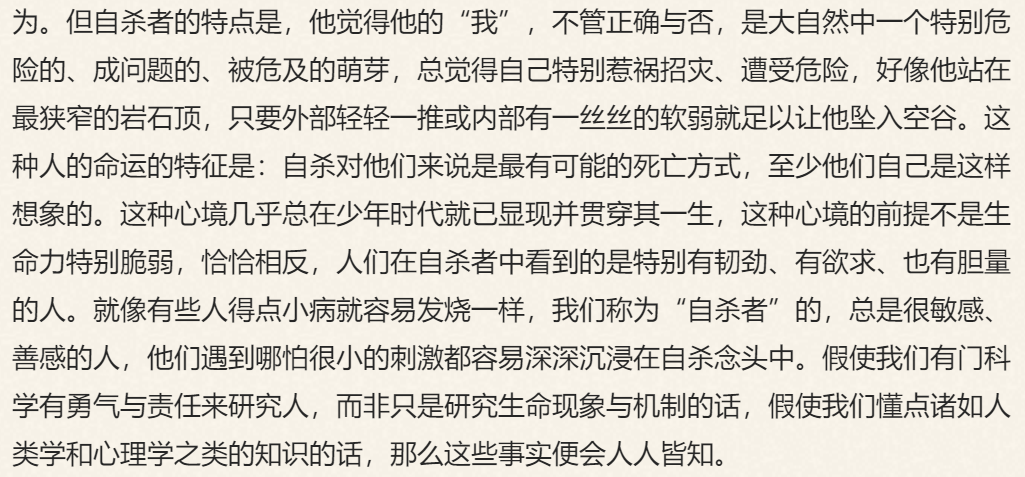 为。但自杀者的特点是，他觉得他的“我”，不管正确与否，是大自然中一个特别危
险的、成问题的、被危及的萌芽，总觉得自己特别惹祸招灾、遭受危险，好像他站在
最狭窄的岩石顶，只要外部轻轻一推或内部有一丝丝的软弱就足以让他坠入空谷。这
种人的命运的特征是：自杀对他们来说是最有可能的死亡方式，至少他们自己是这样
想象的。这种心境几乎总在少年时代就已显现并贯穿其一生，这种心境的前提不是生
命力特别脆弱，恰恰相反，人们在自杀者中看到的是特别有韧劲、有欲求、也有胆量
的人。就像有些人得点小病就容易发烧一样，我们称为“自杀者”的，总是很敏感、
善感的人，他们遇到哪怕很小的刺激都容易深深沉浸在自杀念头中。假使我们有门科
学有勇气与责任来研究人，而非只是研究生命现象与机制的话，假使我们懂点诸如人
类学和心理学之类的知识的话，那么这些事实便会人人皆知。